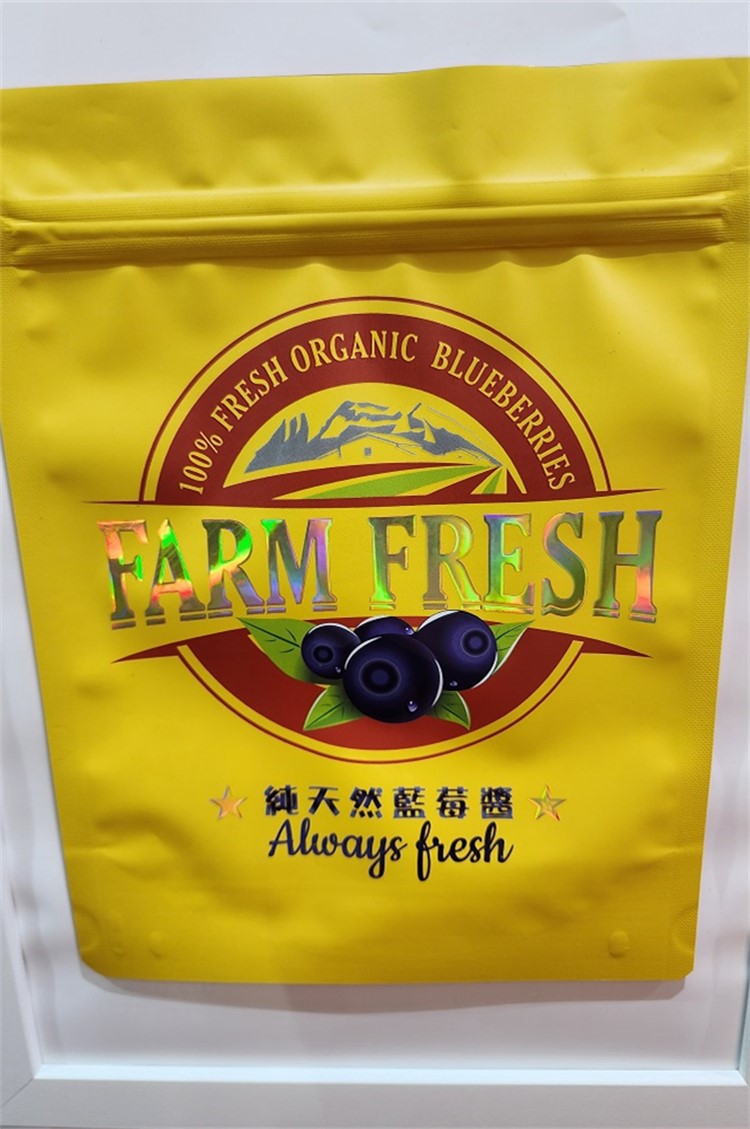 100% FRESH ORGANIC BLUEBERRIES
FARM FRESH
純天然藍莓醬
Always fresh